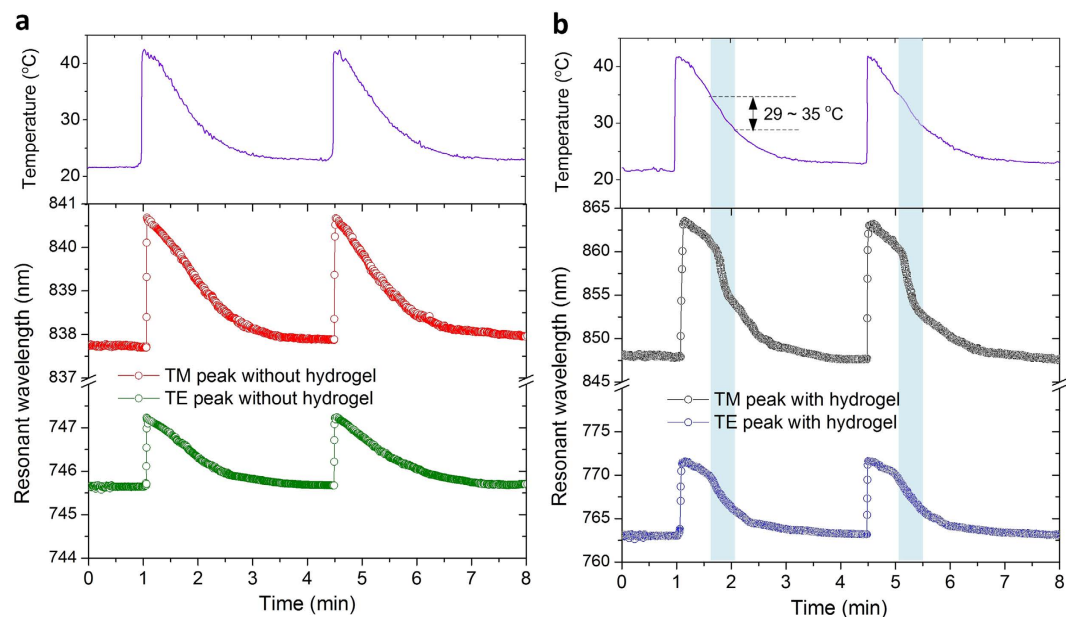 a
Temperature (°C)
40
30
20
841
840
839
838
837
Resonant wavelength (nm)
TM peak without hydrogel
TE peak without hydrogel
747
746
745
744
0 1 2 3 4 5 6 7 8
Time (min)
b
Temperature (°C)
40
30
20
29 ~ 35 °C
865
860
855
850
845
Resonant wavelength (nm)
TM peak with hydrogel
TE peak with hydrogel
775
770
765
760
0 1 2 3 4 5 6 7 8
Time (min)